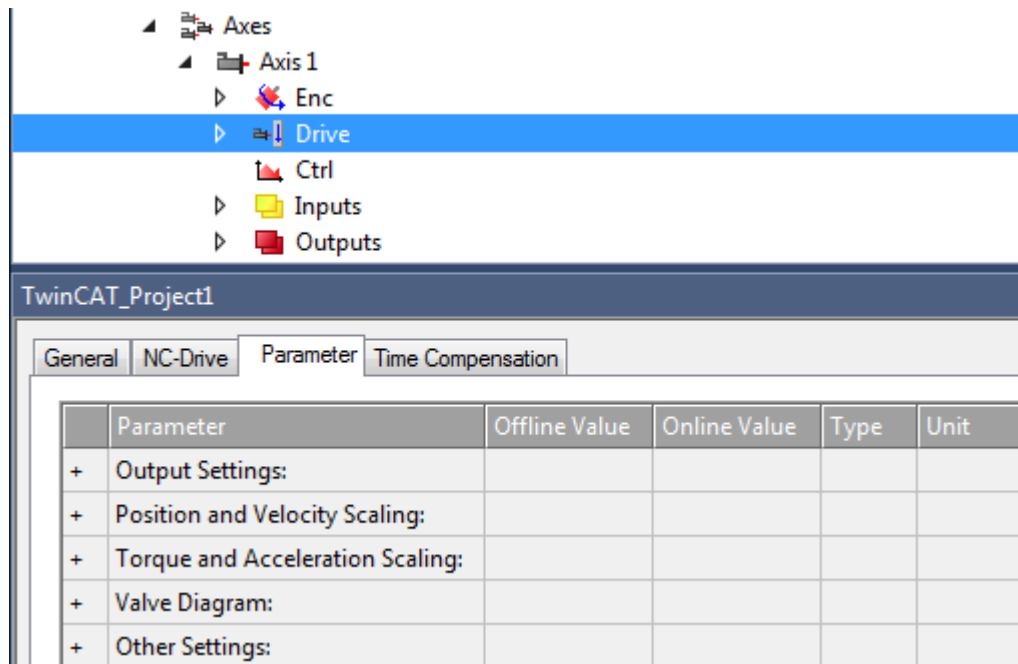 Axes
Axis 1
Enc
Drive
Ctrl
Inputs
Outputs
TwinCAT_Project1
General NC-Drive Parameter Time Compensation
Parameter Offline Value Online Value Type Unit
+ Output Settings:
+ Position and Velocity Scaling:
+ Torque and Acceleration Scaling:
+ Valve Diagram:
+ Other Settings: